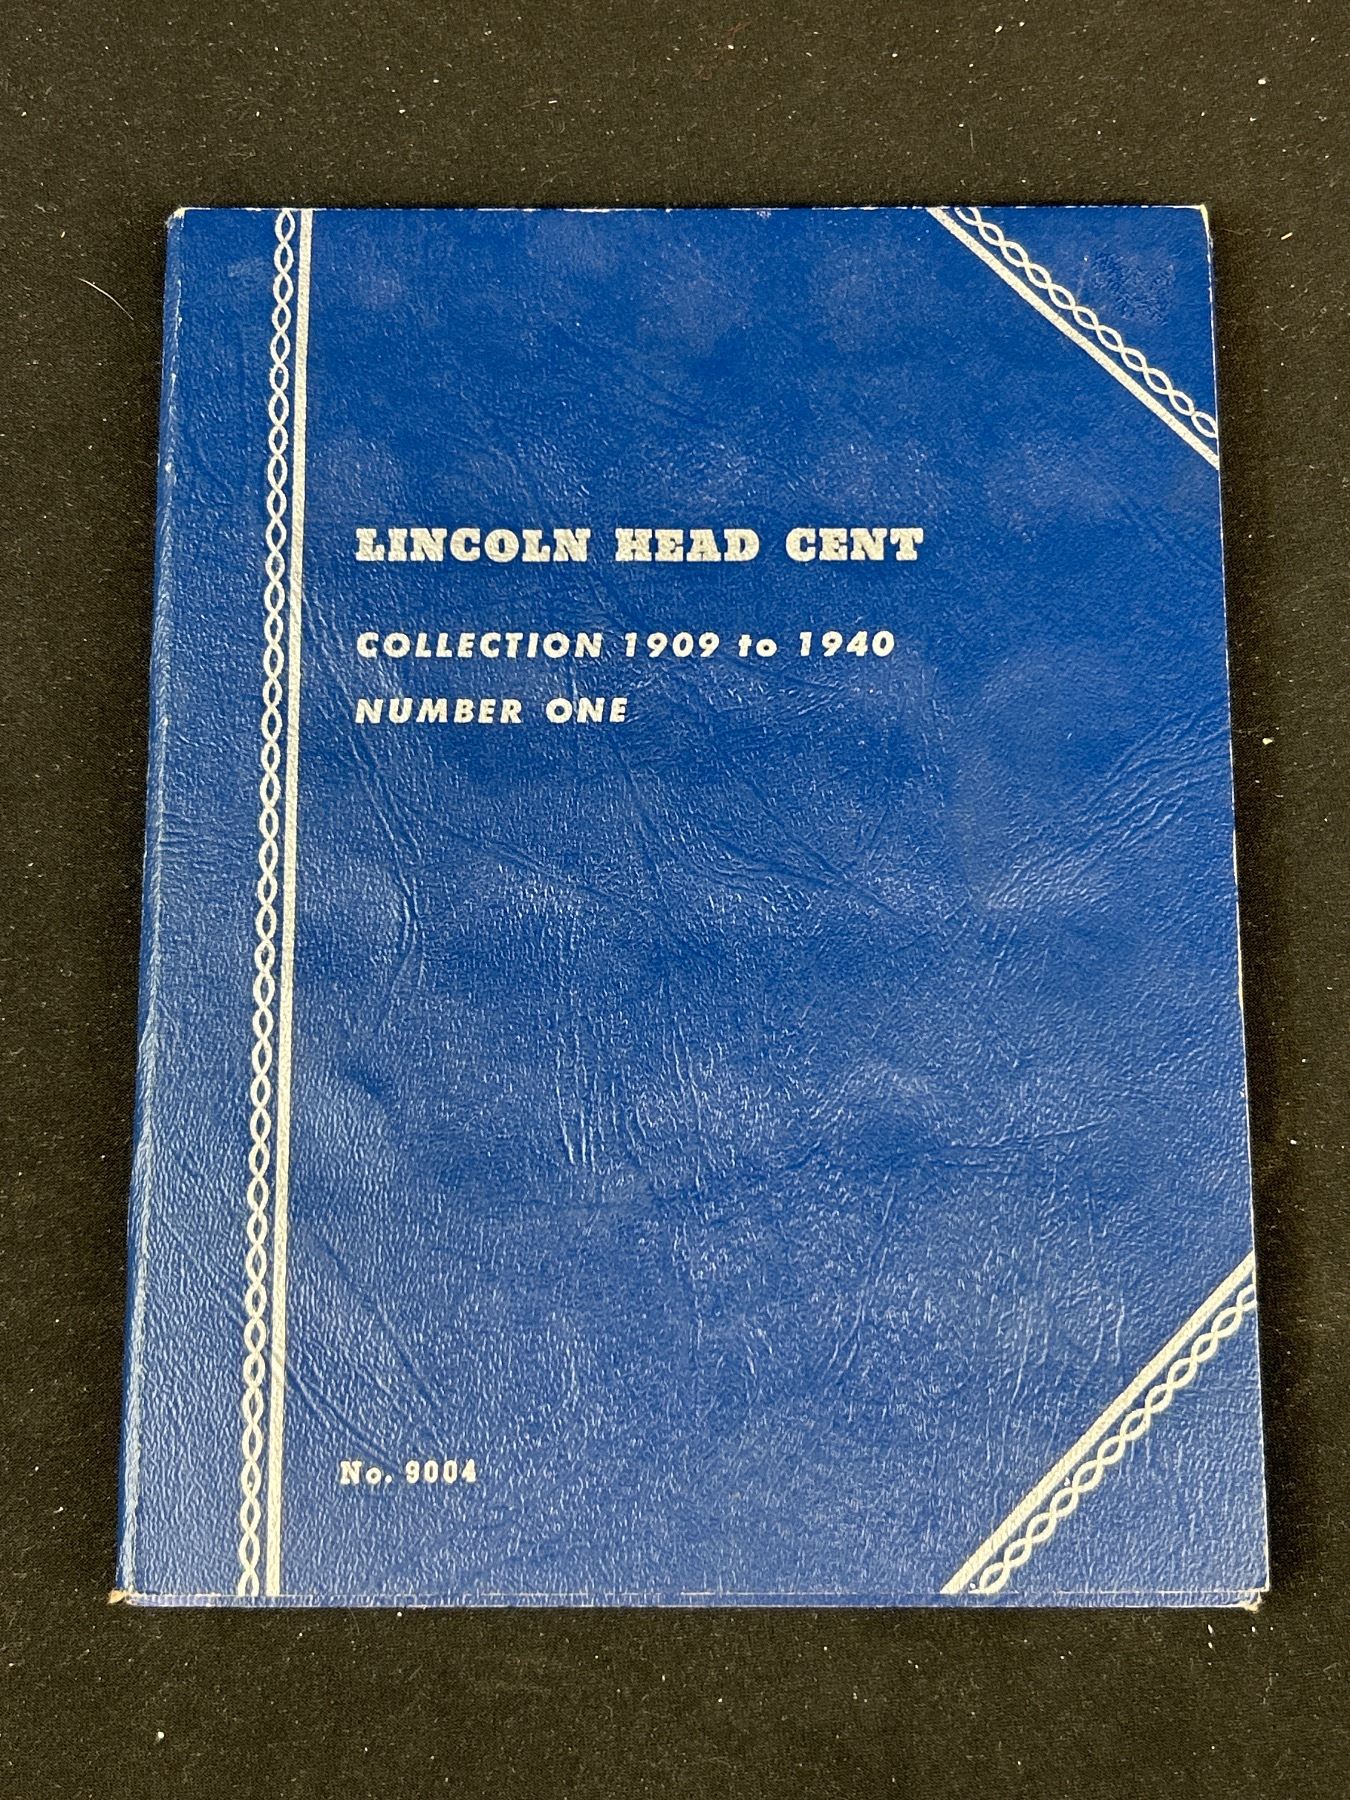 LINCOLN HEAD CENT
COLLECTION 1909 to 1940
NUMBER ONE
No. 9004